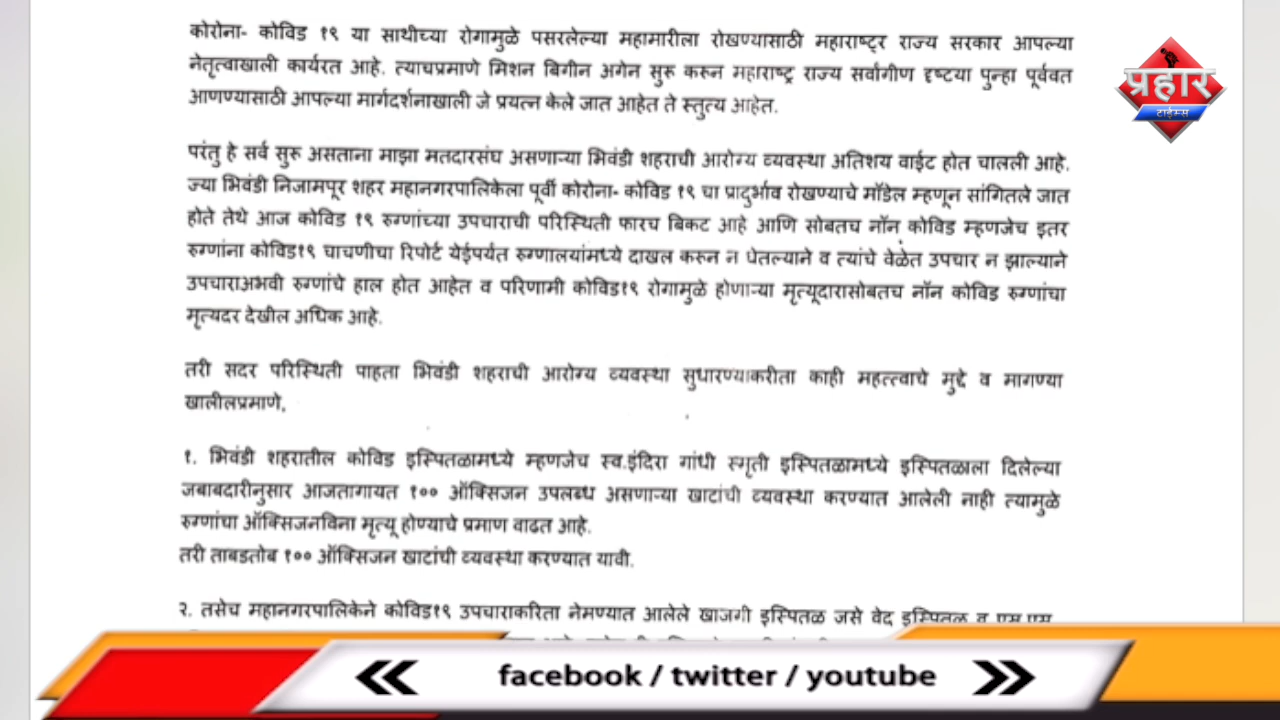 कोरोना- कोविड १९ या साथीच्या रोगामुळे पसरलेल्या महामारीला रोखण्यासाठी महाराष्ट्र राज्य सरकार आपल्या
नेतृत्वाखाली कार्यरत आहे. त्याचप्रमाणे मिशन बिगीन अगेन सुरू करुन महाराष्ट्र राज्य सर्वागीण दृष्टया पुन्हा पूर्ववत
आणण्यासाठी आपल्या मार्गदर्शनाखाली जे प्रयत्न केले जात आहेत ते स्तुत्य आहेत.
प्रहार
टाईम्स
परंतु हे सर्व सुरू असताना माझा मतदारसंघ असणाऱ्या भिवंडी शहराची आरोग्य व्यवस्था अतिशय वाईट होत चालली आहे.
ज्या भिवंडी निजामपूर शहर महानगरपालिकेला पूर्वी कोरोना- कोविड १९ चा प्रादुर्भाव रोखण्याचे मॉडेल म्हणून सांगितले जात
होते तेथे आज कोविड १९ रुग्णांच्या उपचाराची परिस्थिती फारच बिकट आहे आणि सोबतच नॉन कोविड म्हणजेच इतर
रुग्णांना कोविड१९ चाचणीचा रिपोर्ट येईपर्यंत रुग्णालयांमध्ये दाखल करुन न घेतल्याने व त्यांचे वेळेत उपचार न झाल्याने
उपचाराअभवी रुग्णांचे हाल होत आहेत व परिणामी कोविड१९ रोगामुळे होणाऱ्या मृत्यूदारासोबतच नॉन कोविड रुग्णांचा
मृत्यदर देखील अधिक आहे.
तरी सदर परिस्थिती पाहता भिवंडी शहराची आरोग्य व्यवस्था सुधारण्याकरीता काही महत्त्वाचे मुद्दे व मागण्या
खालीलप्रमाणे,
१. भिवंडी शहरातील कोविड इस्पितळामध्ये म्हणजेच स्व.इंदिरा गांधी स्मृती इस्पितळामध्ये इस्पितळाला दिलेल्या
जबाबदारीनुसार आजतागायत १०० ऑक्सिजन उपलब्ध असणाऱ्या खाटांची व्यवस्था करण्यात आलेली नाही त्यामुळे
रुग्णांचा ऑक्सिजनविना मृत्यू होण्याचे प्रमाण वाढत आहे.
तरी ताबडतोब १०० ऑक्सिजन खाटांची व्यवस्था करण्यात यावी.
२. तसेच महानगरपालिकेने कोविड१९ उपचाराकरिता नेमण्यात आलेले खाजगी इस्पितळ जसे वेद इस्पितळ व एम.एम.
facebook / twitter / youtube